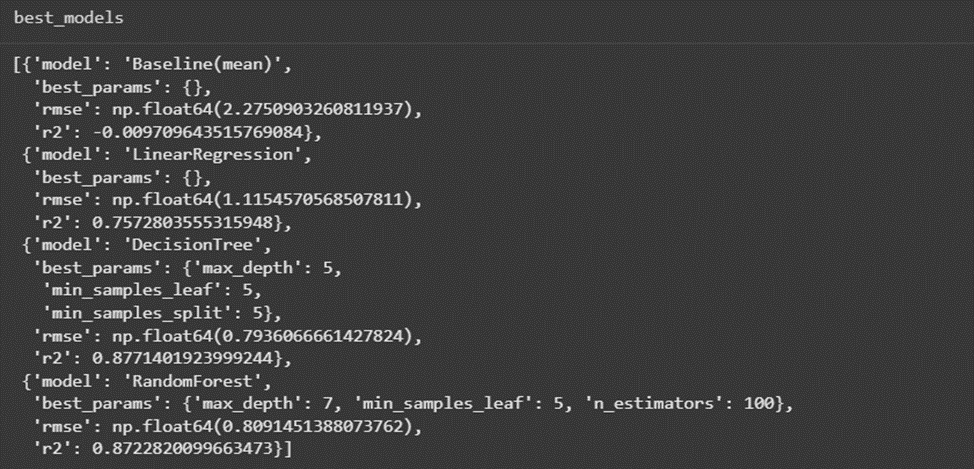 best_models
[{'model': 'Baseline(mean)',
'best_params': {},
'rmse': np.float64(2.2750903260811937),
'r2': -0.009709643515769084},
{'model': 'LinearRegression',
'best_params': {},
'rmse': np.float64(1.1154570568507811),
'r2': 0.7572803555315948},
{'model': 'DecisionTree',
'best_params': {'max_depth': 5,
'min_samples_leaf': 5,
'min_samples_split': 5},
'rmse': np.float64(0.7936066661427824),
'r2': 0.8771401923999244},
{'model': 'RandomForest',
'best_params': {'max_depth': 7, 'min_samples_leaf': 5, 'n_estimators': 100},
'rmse': np.float64(0.8091451388073762),
'r2': 0.8722820099663473}]